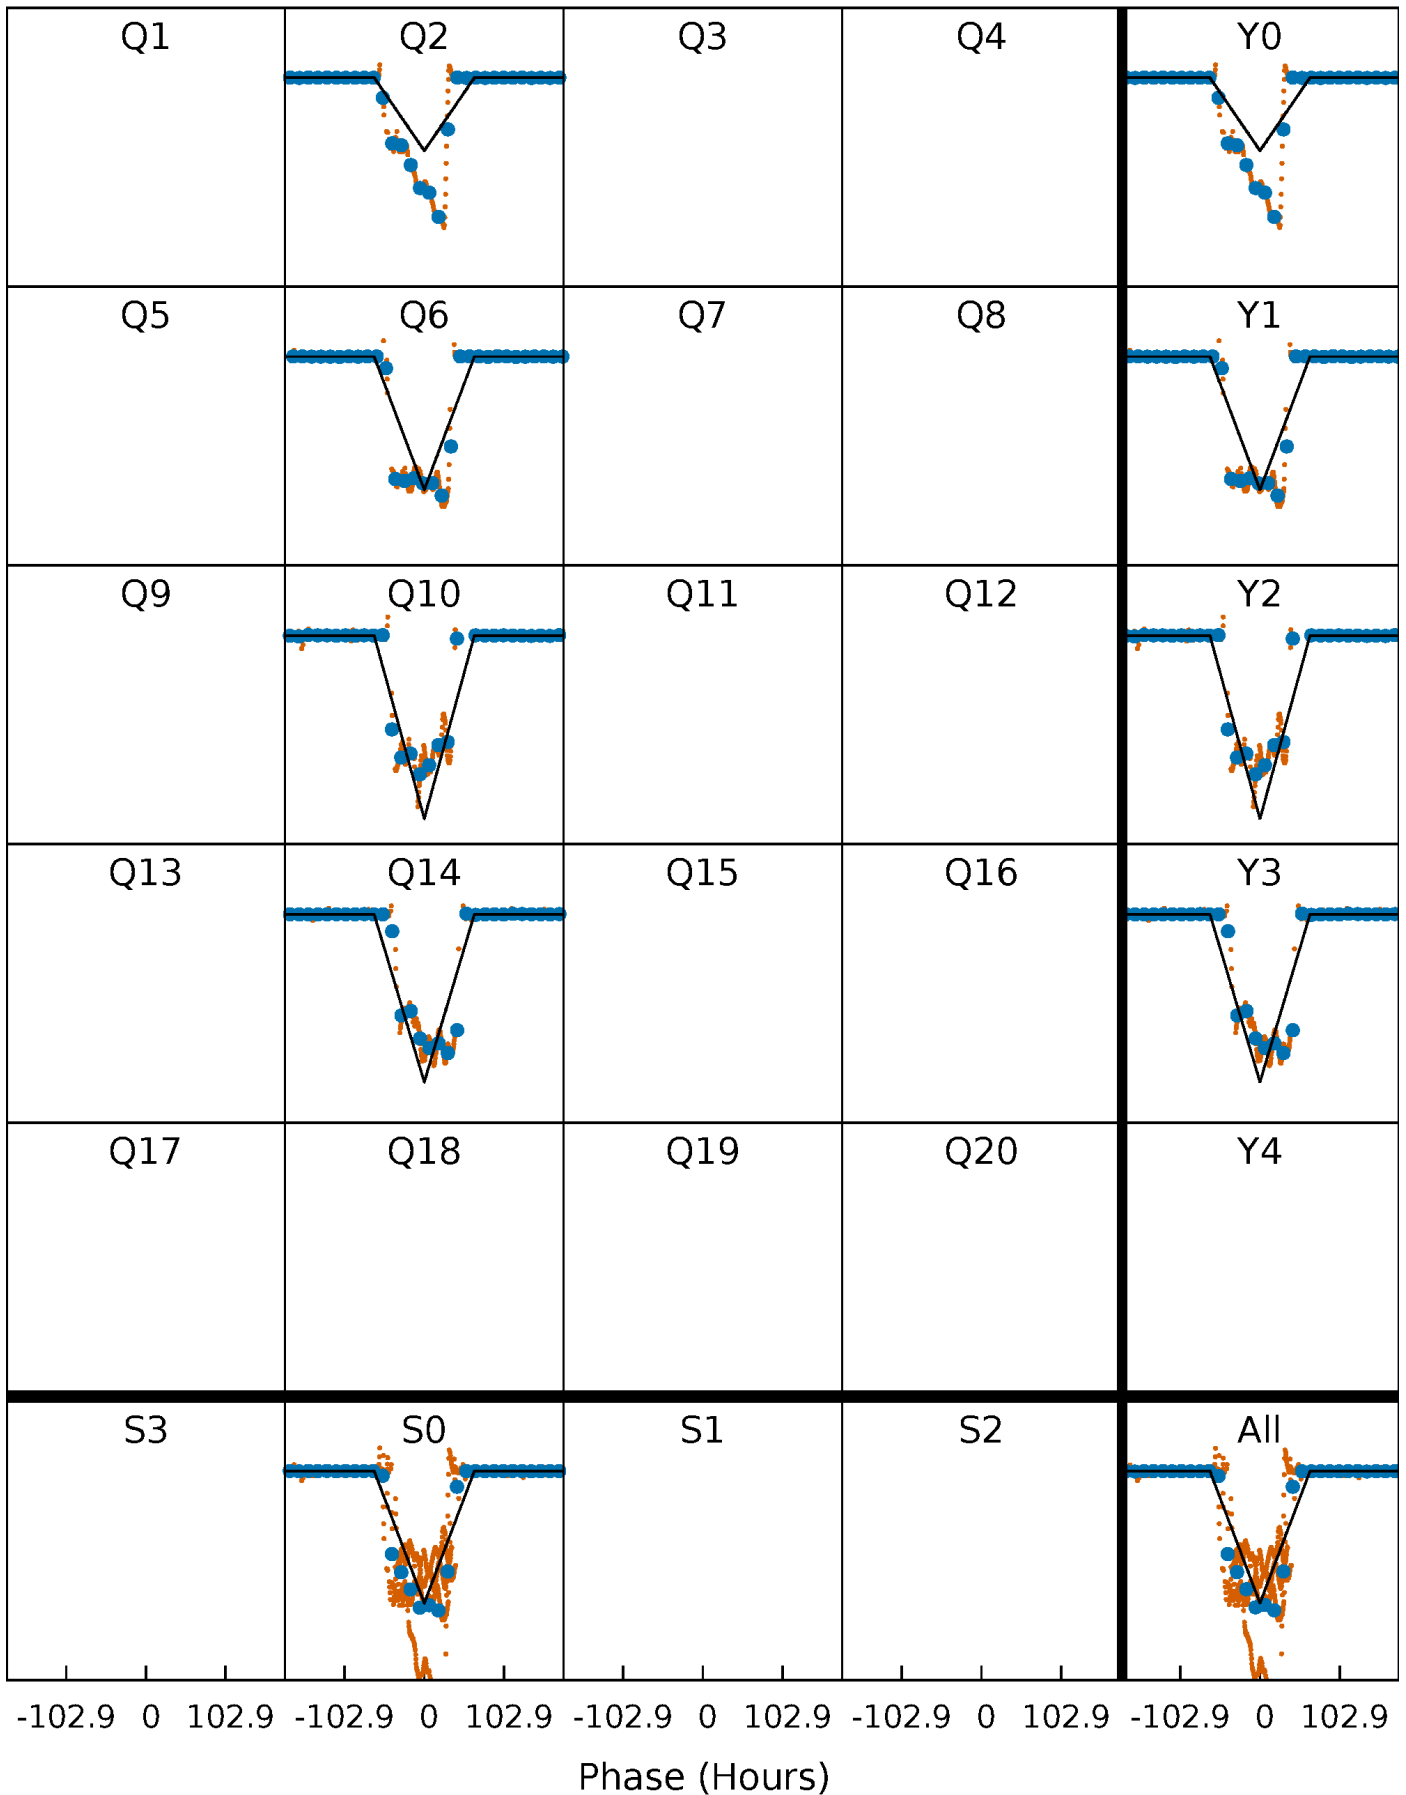 Q1 Q2 Q3 Q4 Y0
Q5 Q6 Q7 Q8 Y1
Q9 Q10 Q11 Q12 Y2
Q13 Q14 Q15 Q16 Y3
Q17 Q18 Q19 Q20 Y4
S3 S0 S1 S2 All
-102.9 0 102.9 -102.9 0 102.9 -102.9 0 102.9 -102.9 0 102.9 -102.9 0 102.9
Phase (Hours)